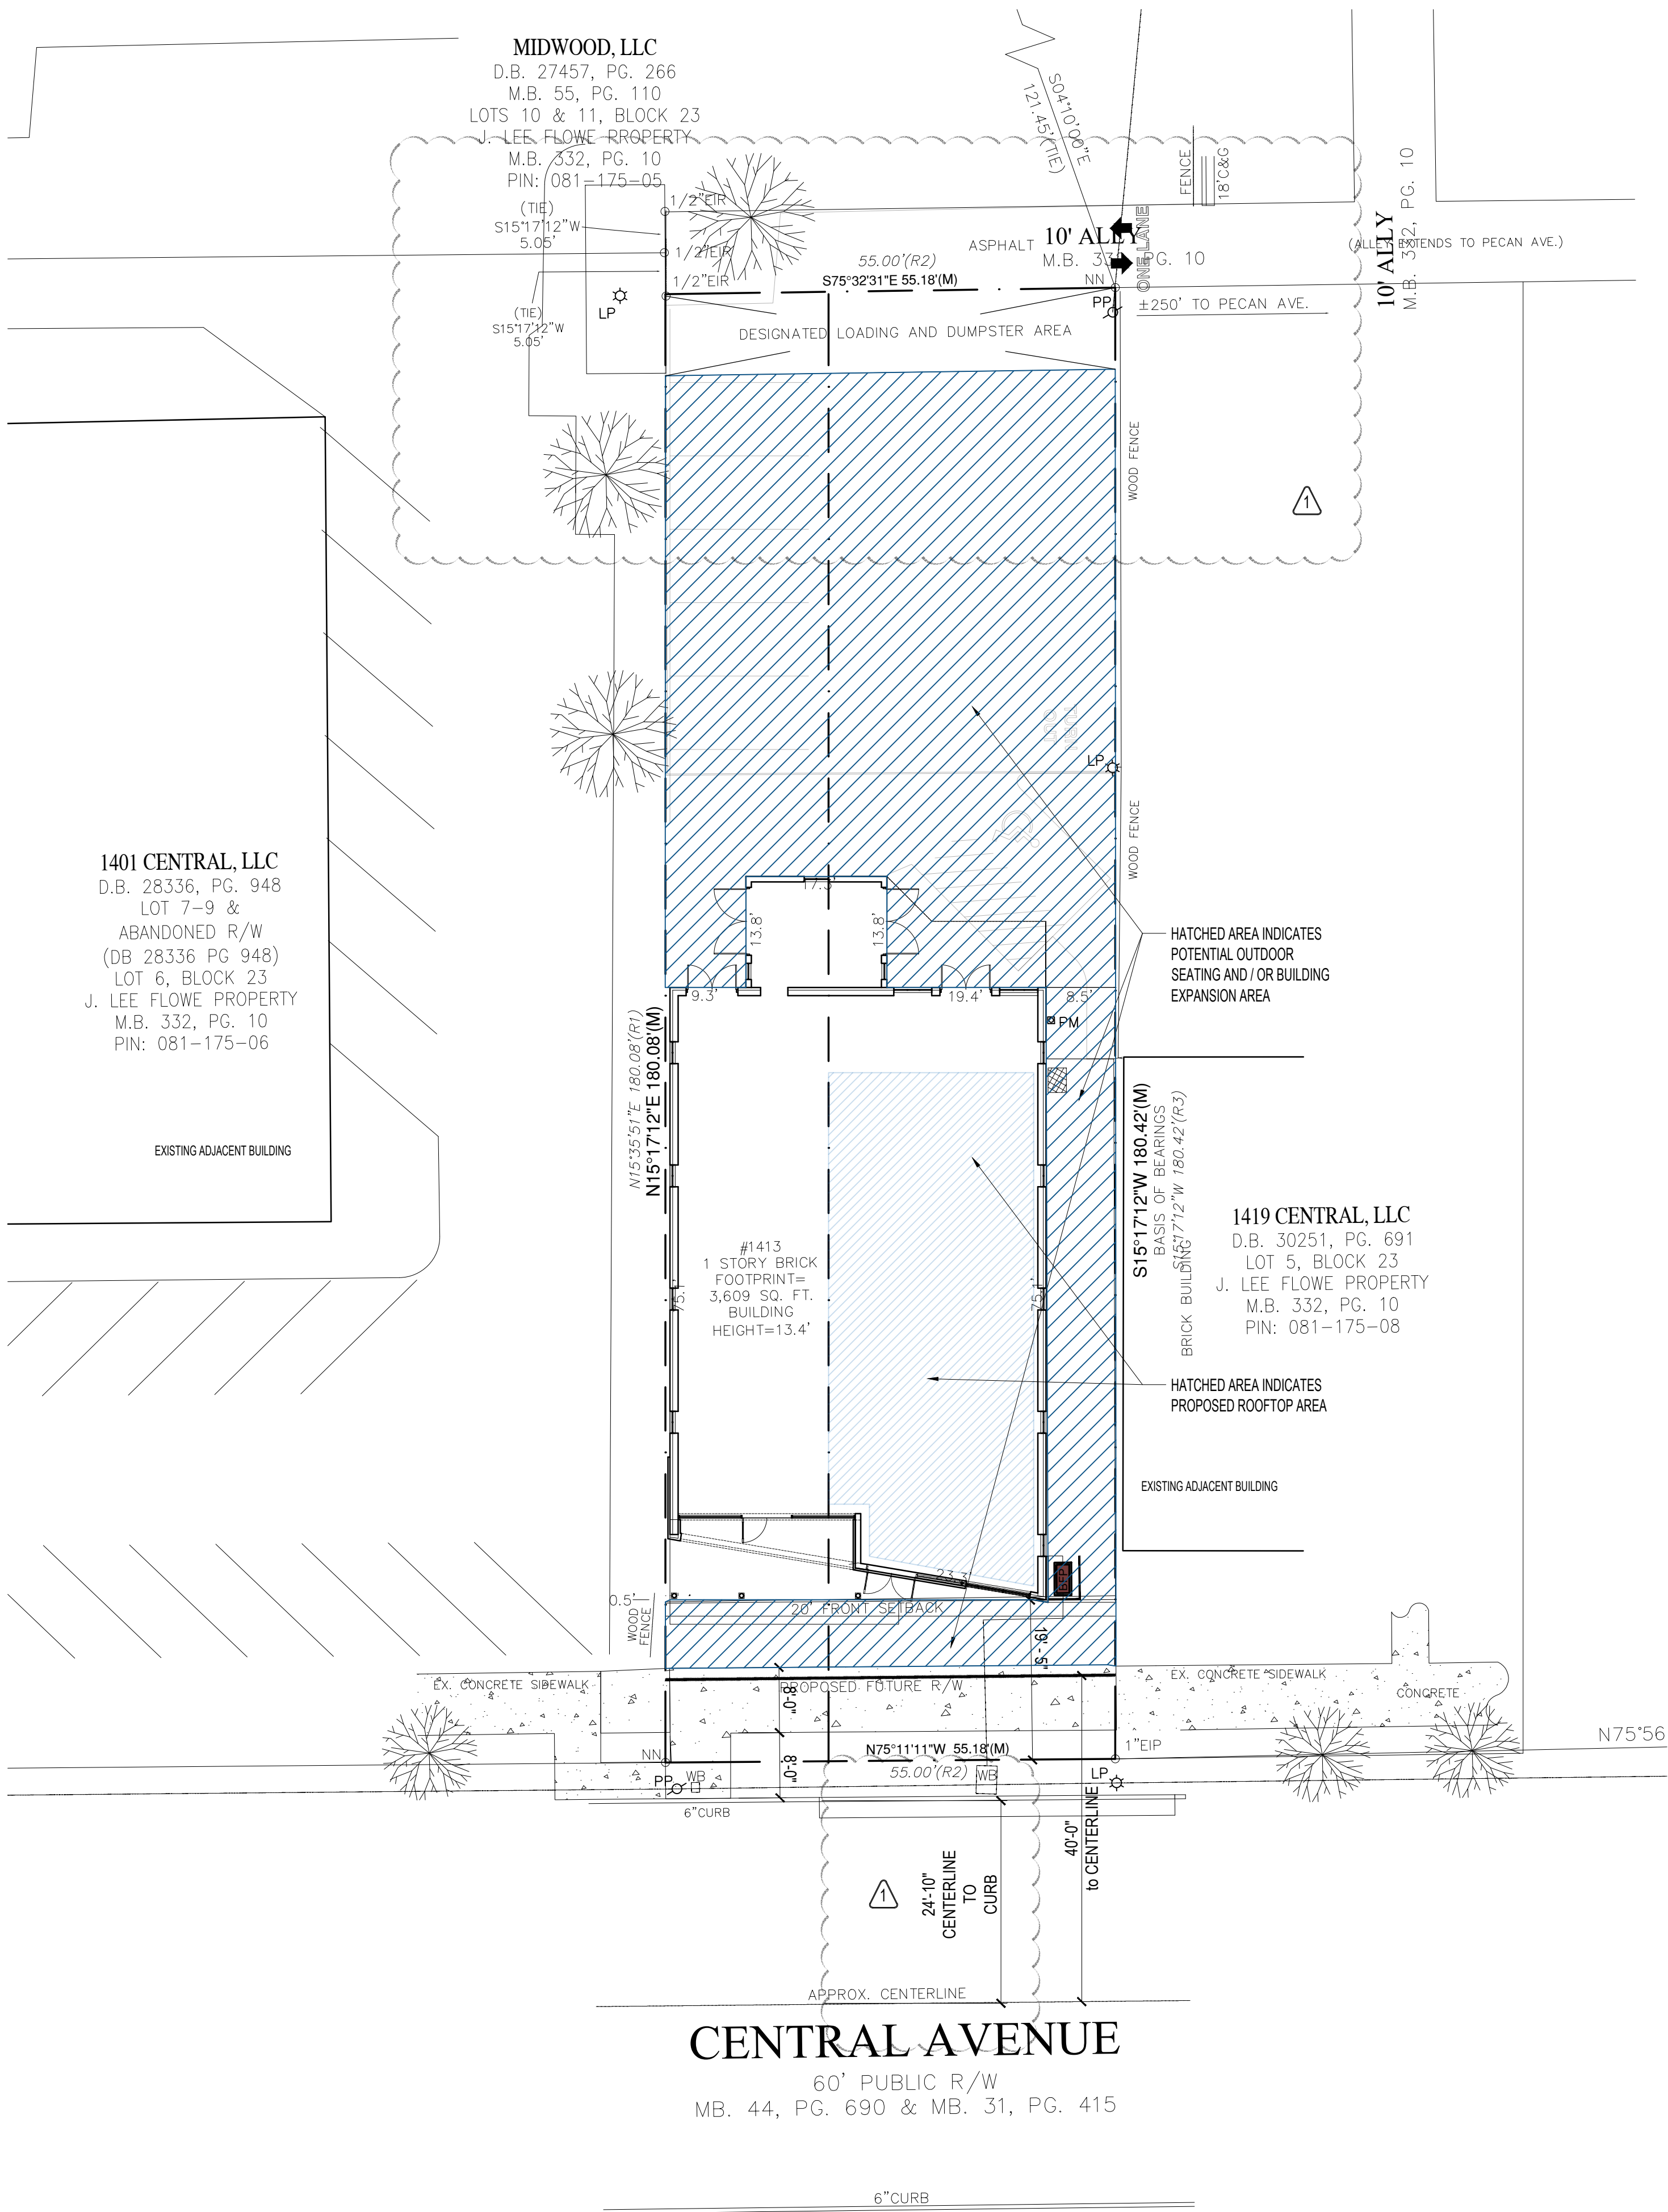 MIDWOOD, LLC
D.B. 27457, PG. 266
M.B. 55, PG. 110
LOTS 10 & 11, BLOCK 23
J. LEE FLOWE RROPERTY
M.B. 332, PG. 10
PIN: 081-175-05
(TIE)
S15°17'12"W
5.05'
(TIE)
S15°17'12"W
5.05'
1/2"EIR
1/2"EIR
1/2"EIR
LP
S04°10'00"E
121.45'(TIE)
FENCE
18"C&G
ASPHALT
10' ALLY
M.B. 332, PG. 10
ONE LANE
10' ALLY
M.B. 332, PG. 10
(ALLEY EXTENDS TO PECAN AVE.)
55.00'(R2)
S75°32'31"E 55.18'(M)
NN
PP
±250' TO PECAN AVE.
DESIGNATED LOADING AND DUMPSTER AREA
WOOD FENCE
1
LP
WOOD FENCE
1401 CENTRAL, LLC
D.B. 28336, PG. 948
LOT 7-9 &
ABANDONED R/W
(DB 28336 PG 948)
LOT 6, BLOCK 23
J. LEE FLOWE PROPERTY
M.B. 332, PG. 10
PIN: 081-175-06
EXISTING ADJACENT BUILDING
17.3'
13.8'
13.8'
9.3'
19.4'
8.5'
PM
HATCHED AREA INDICATES
POTENTIAL OUTDOOR
SEATING AND / OR BUILDING
EXPANSION AREA
N15°35'51"E 180.08'(R1)
N15°17'12"E 180.08'(M)
S15°17'12"W 180.42'(M)
BASIS OF BEARINGS
S15°17'12"W 180.42'(R3)
BRICK BUILDING
1419 CENTRAL, LLC
D.B. 30251, PG. 691
LOT 5, BLOCK 23
J. LEE FLOWE PROPERTY
M.B. 332, PG. 10
PIN: 081-175-08
#1413
1 STORY BRICK
FOOTPRINT=
3,609 SQ. FT.
BUILDING
HEIGHT=13.4'
75.1'
75.1'
HATCHED AREA INDICATES
PROPOSED ROOFTOP AREA
EXISTING ADJACENT BUILDING
23.3'
BFP
0.5'
WOOD
FENCE
20' FRONT SETBACK
19'-5"
EX. CONCRETE SIDEWALK
PROPOSED FUTURE R/W
EX. CONCRETE SIDEWALK
CONCRETE
8'-0"
8'-0"
NN
N75°11'11"W 55.18'(M)
55.00'(R2)
1"EIP
N75°56
PP
WB
WB
LP
6"CURB
1
24'-10"
CENTERLINE
TO
CURB
40'-0"
to CENTERLINE
APPROX. CENTERLINE
CENTRAL AVENUE
60' PUBLIC R/W
MB. 44, PG. 690 & MB. 31, PG. 415
6"CURB